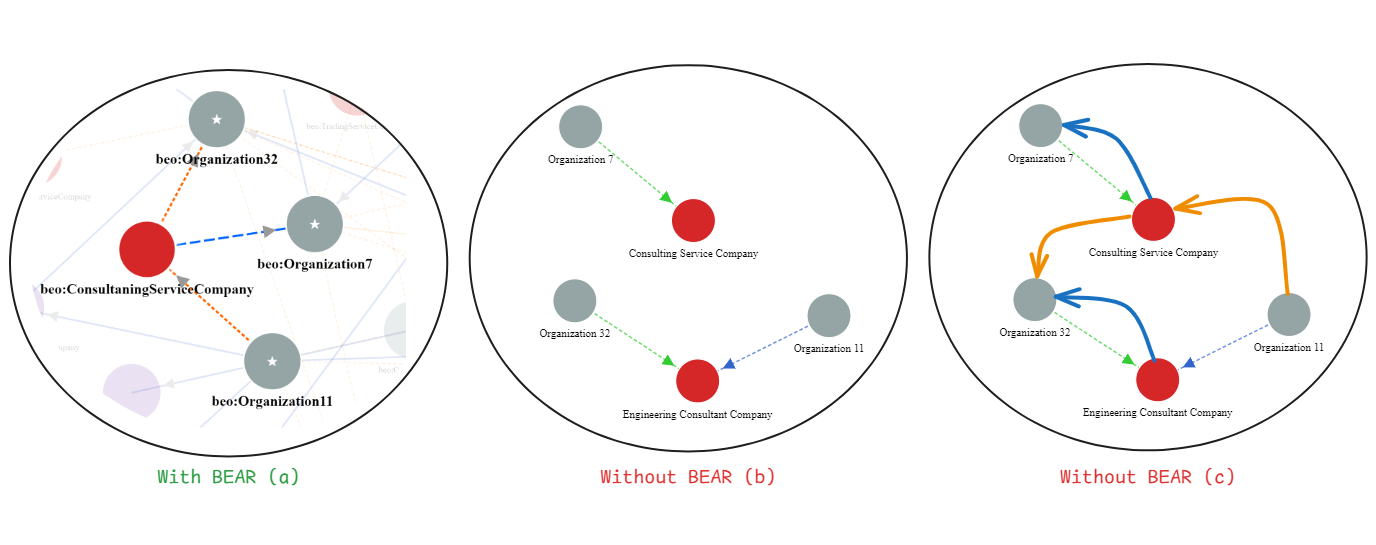 beo:TradingServiceC
beo:Organization32
rviceCompany
beo:Organization7
beo:ConsultaningServiceCompany
upany
beo:Organization11
With BEAR (a)
Organization 7
Consulting Service Company
Organization 32
Organization 11
Engineering Consultant Company
Without BEAR (b)
Organization 7
Consulting Service Company
Organization 32
Organization 11
Engineering Consultant Company
Without BEAR (c)